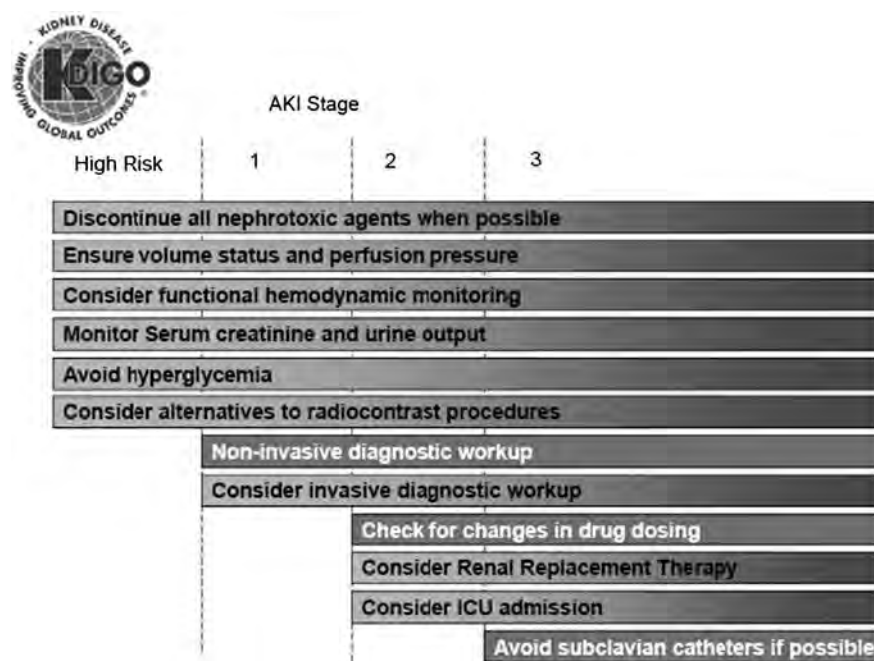 KIDNEY DISEASE
IMPROVING GLOBAL OUTCOMES
KDIGO
®
AKI Stage
High Risk 1 2 3
Discontinue all nephrotoxic agents when possible
Ensure volume status and perfusion pressure
Consider functional hemodynamic monitoring
Monitor Serum creatinine and urine output
Avoid hyperglycemia
Consider alternatives to radiocontrast procedures
Non-invasive diagnostic workup
Consider invasive diagnostic workup
Check for changes in drug dosing
Consider Renal Replacement Therapy
Consider ICU admission
Avoid subclavian catheters if possible